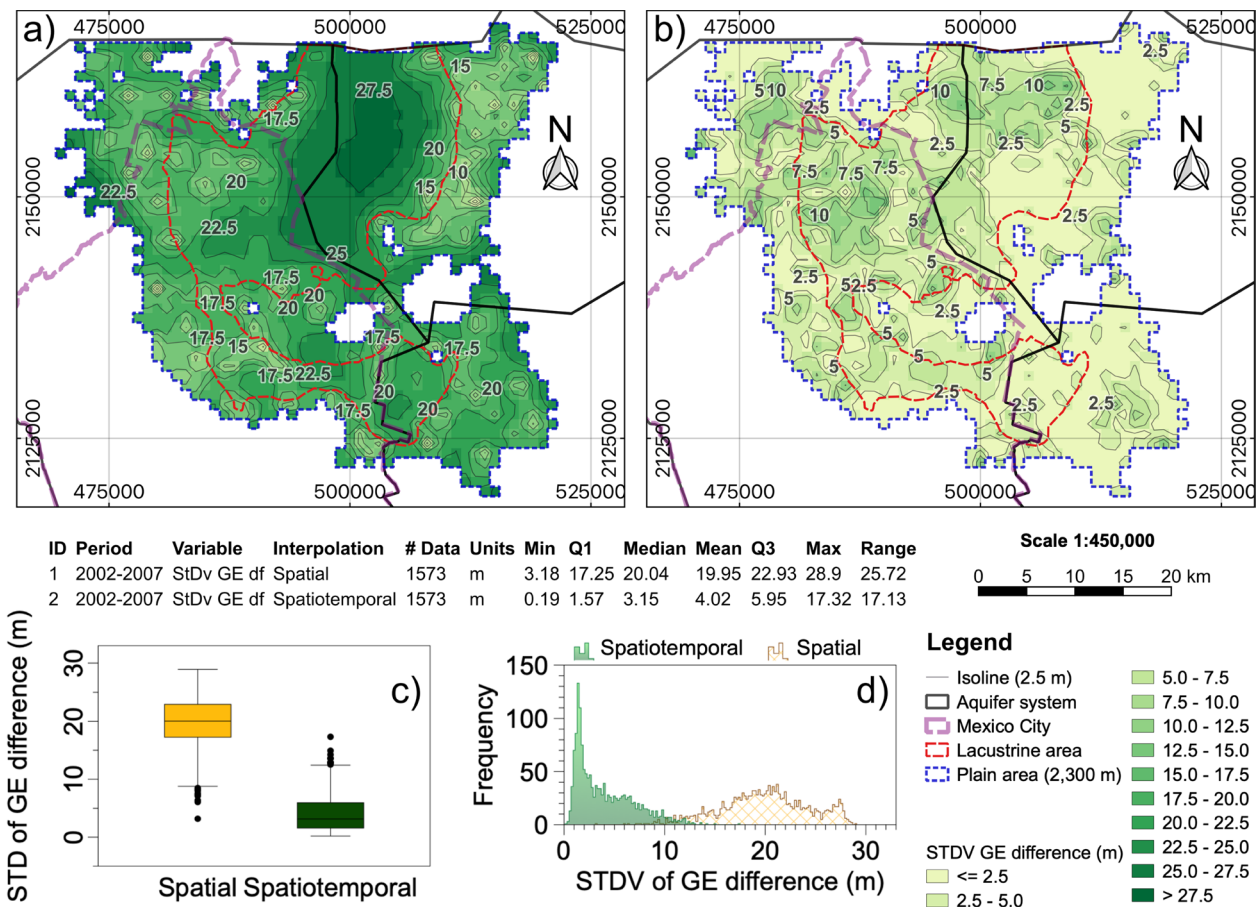 a)
475000 500000 525000
15
27.5
17.5
N
20
10
15
22.5
20
2150000
2150000
22.5
25
17.5
20
17.5
20
17.5
17.5
15
17.5
17.5 22.5
20
20
17.5
20
2125000
2125000
475000 500000 525000
b)
475000 500000 525000
2.5
7.5
10
5 10
10
2.5
2.5
5
5
N
2.5
2.5
7.5
7.5
7.5
2150000
2150000
10
5
2.5
5
2.5
5 2.5
5
2.5
5
5
5
5
2.5
2.5
2.5
2125000
2125000
475000 500000 525000
ID Period Variable Interpolation # Data Units Min Q1 Median Mean Q3 Max Range
1 2002-2007 StDv GE df Spatial 1573 m 3.18 17.25 20.04 19.95 22.93 28.9 25.72
2 2002-2007 StDv GE df Spatiotemporal 1573 m 0.19 1.57 3.15 4.02 5.95 17.32 17.13
Scale 1:450,000
0 5 10 15 20 km
STD of GE difference (m)
30
20
10
0
c)
Spatial Spatiotemporal
Spatiotemporal Spatial
d)
Frequency
150
100
50
0
0 10 20 30
STDV of GE difference (m)
Legend
Isoline (2.5 m)
Aquifer system
Mexico City
Lacustrine area
Plain area (2,300 m)
STDV GE difference (m)
<= 2.5
2.5 - 5.0
5.0 - 7.5
7.5 - 10.0
10.0 - 12.5
12.5 - 15.0
15.0 - 17.5
17.5 - 20.0
20.0 - 22.5
22.5 - 25.0
25.0 - 27.5
> 27.5